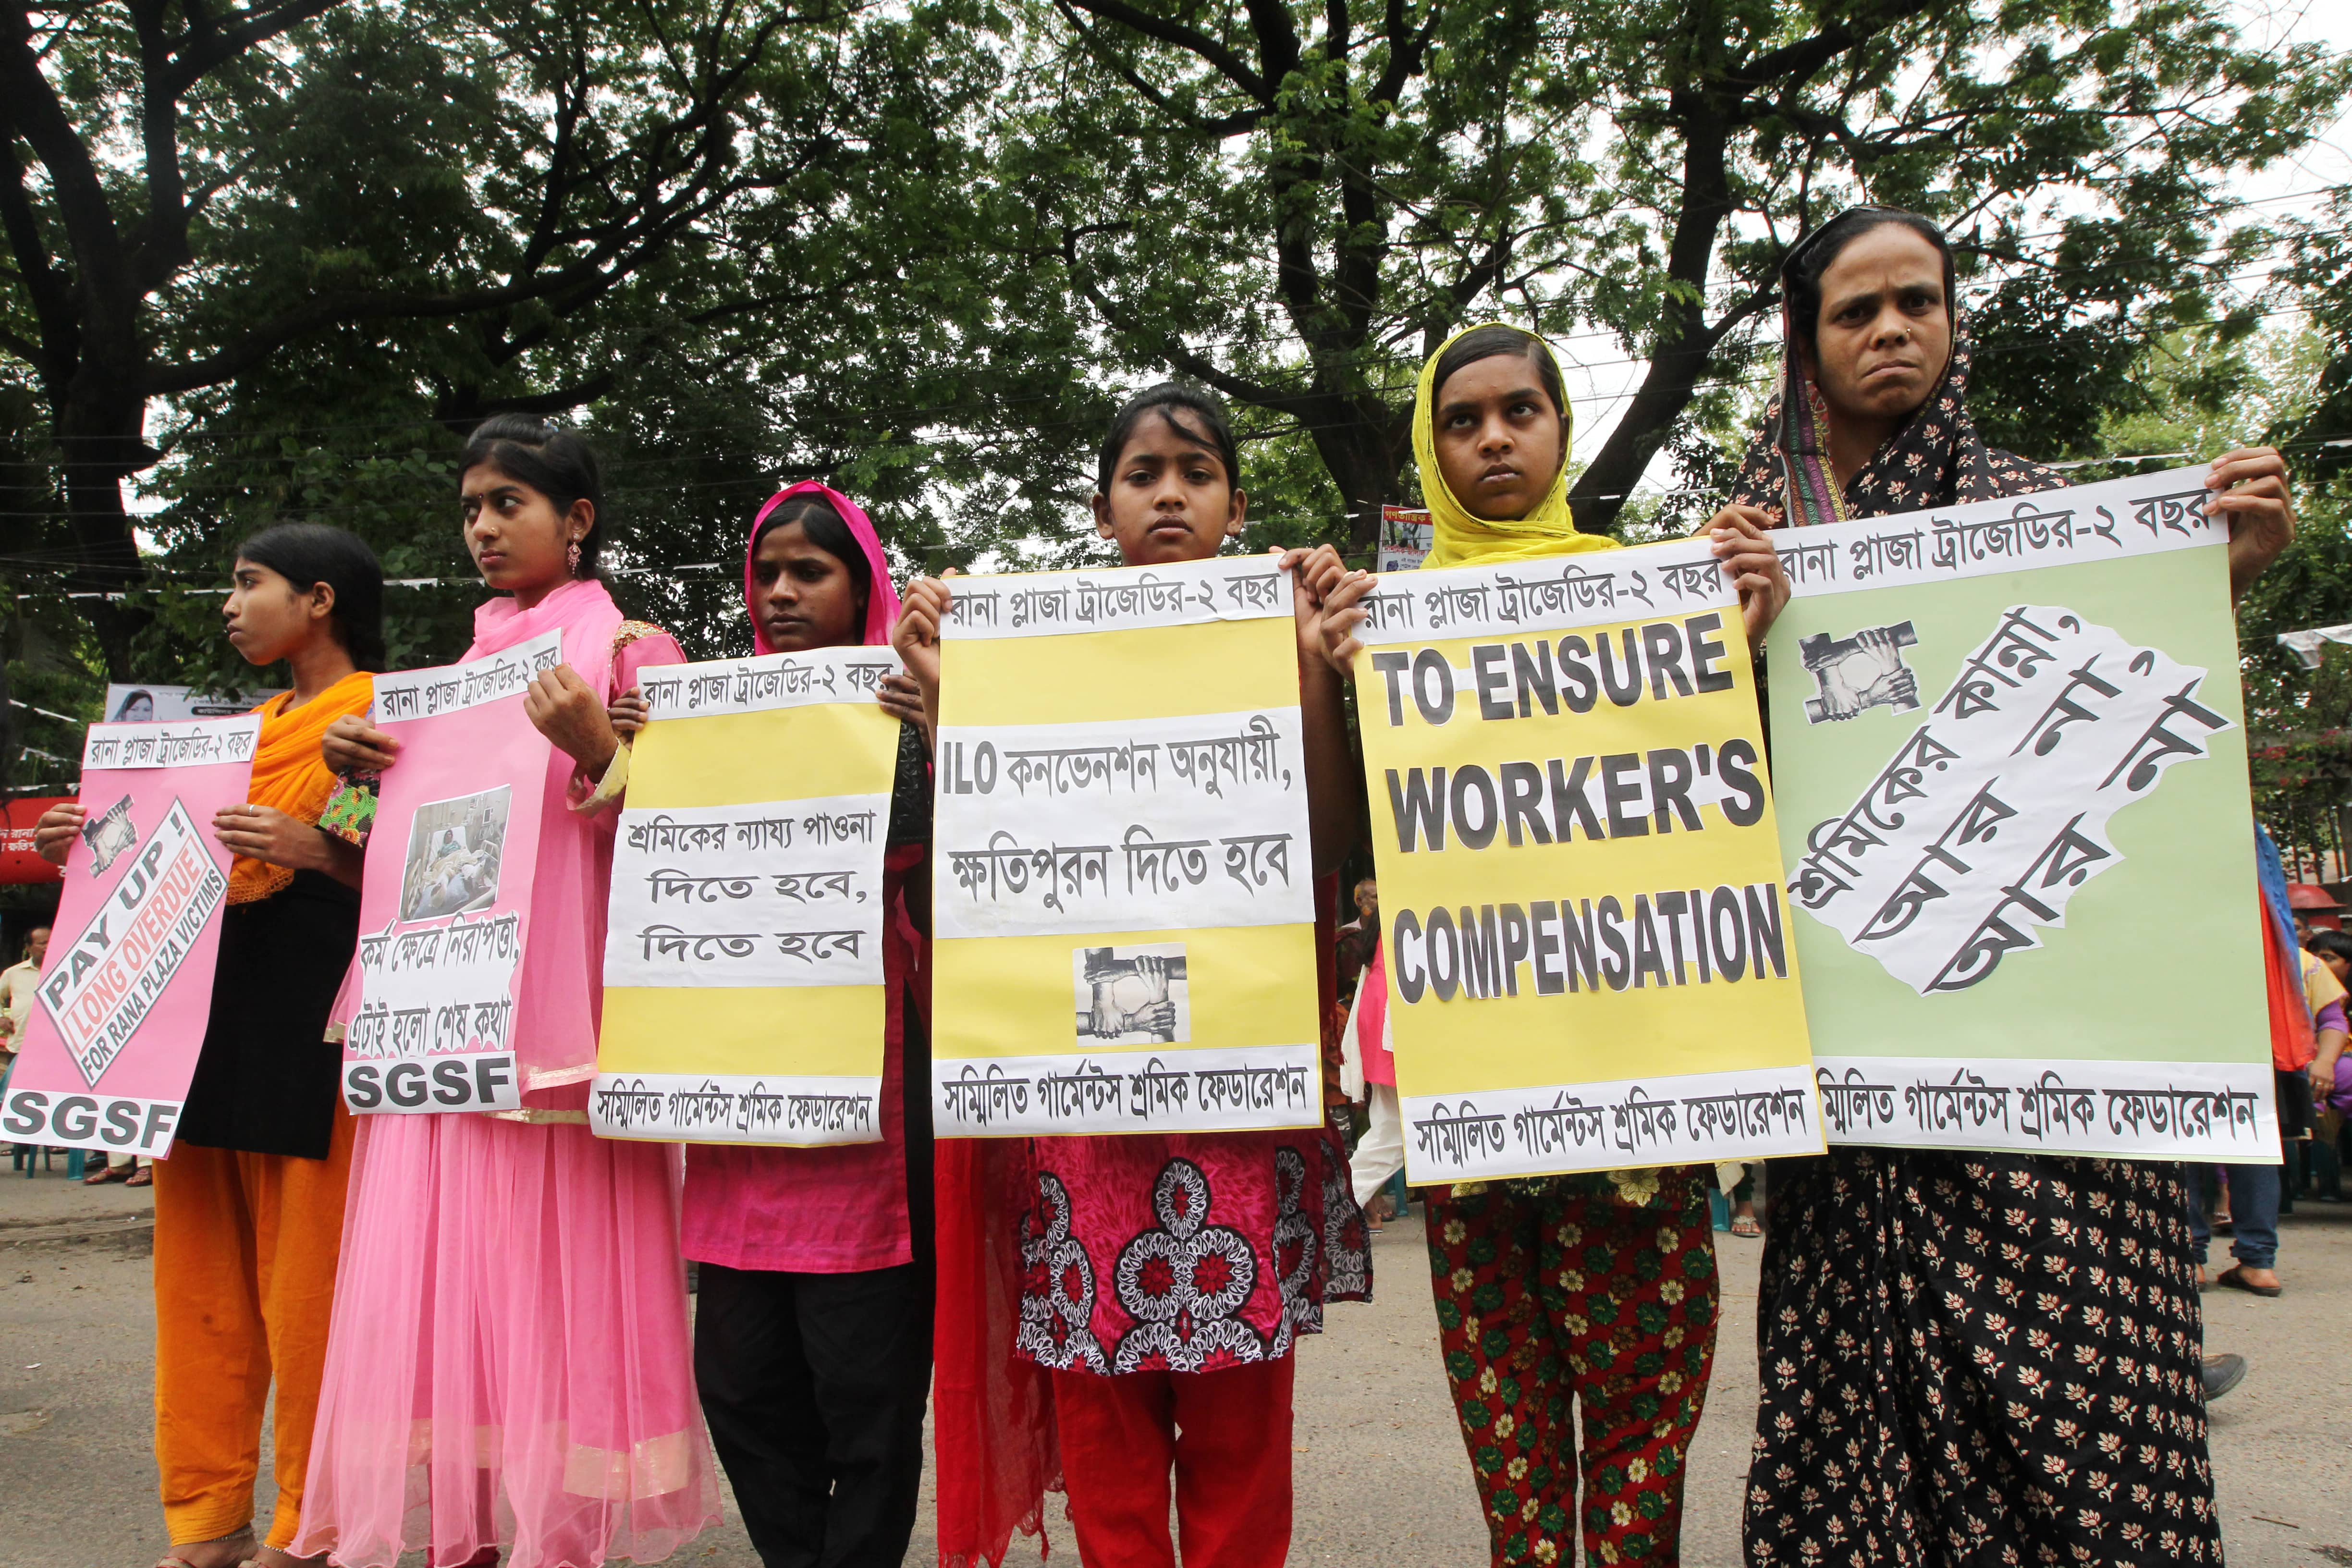 রানা প্লাজা ট্রাজেডির-২ বছর
PAY UP !
LONG OVERDUE
FOR RANA PLAZA VICTIMS
SGSF
রানা প্লাজা ট্রাজেডির-২ বছর
কর্ম ক্ষেত্রে নিরাপত্তা,
এটাই হলো শেষ কথা
SGSF
রানা প্লাজা ট্রাজেডির-২ বছর
শ্রমিকের ন্যায্য পাওনা
দিতে হবে,
দিতে হবে
সম্মিলিত গার্মেন্টস শ্রমিক ফেডারেশন
রানা প্লাজা ট্রাজেডির-২ বছর
ILO কনভেনশন অনুযায়ী,
ক্ষতিপুরন দিতে হবে
সম্মিলিত গার্মেন্টস শ্রমিক ফেডারেশন
রানা প্লাজা ট্রাজেডির-২ বছর
TO ENSURE
WORKER'S
COMPENSATION
সম্মিলিত গার্মেন্টস শ্রমিক ফেডারেশন
রানা প্লাজা ট্রাজেডির-২ বছর
শ্রমিকের কান্না,
আর না,
আর না
ম্মিলিত গার্মেন্টস শ্রমিক ফেডারেশন